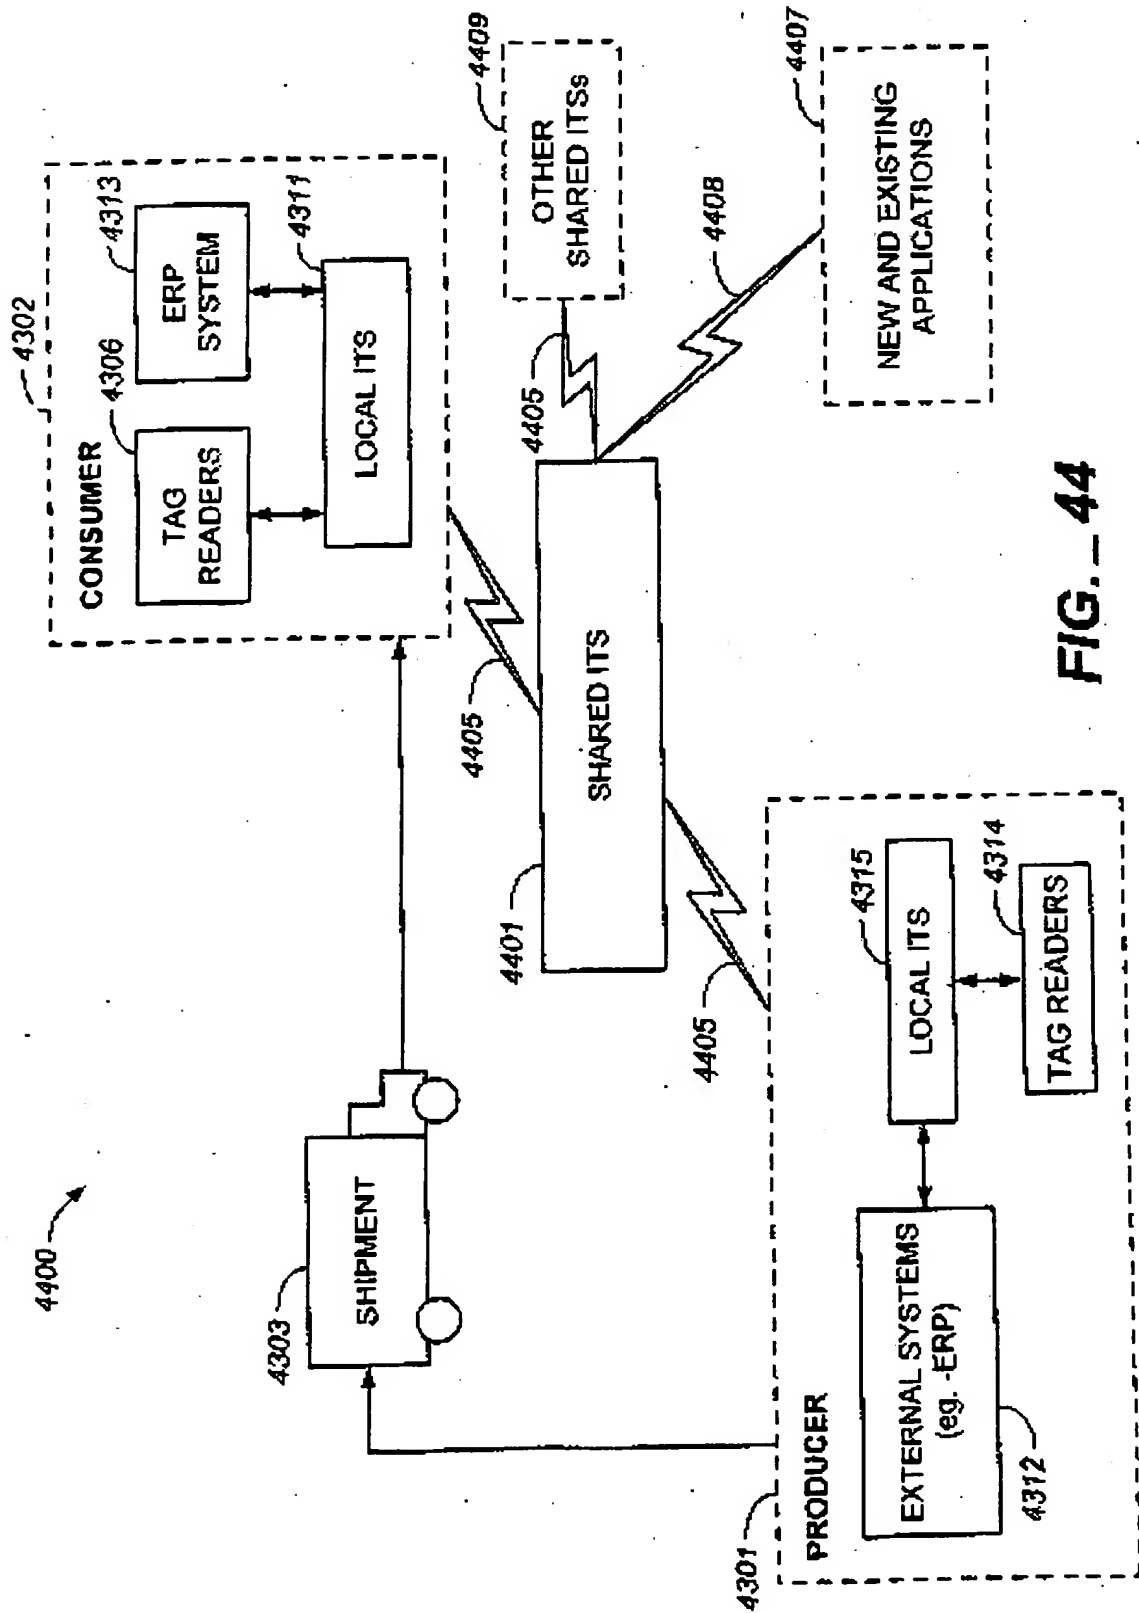 4400
4302
CONSUMER
4306
TAG
READERS
4313
ERP
SYSTEM
4311
LOCAL ITS
4303
SHIPMENT
4405
4401
SHARED ITS
4405
4409
OTHER
SHARED ITSs
4408
4407
NEW AND EXISTING
APPLICATIONS
4405
4301
PRODUCER
EXTERNAL SYSTEMS
(eg. -ERP)
4312
4315
LOCAL ITS
4314
TAG READERS
FIG._44